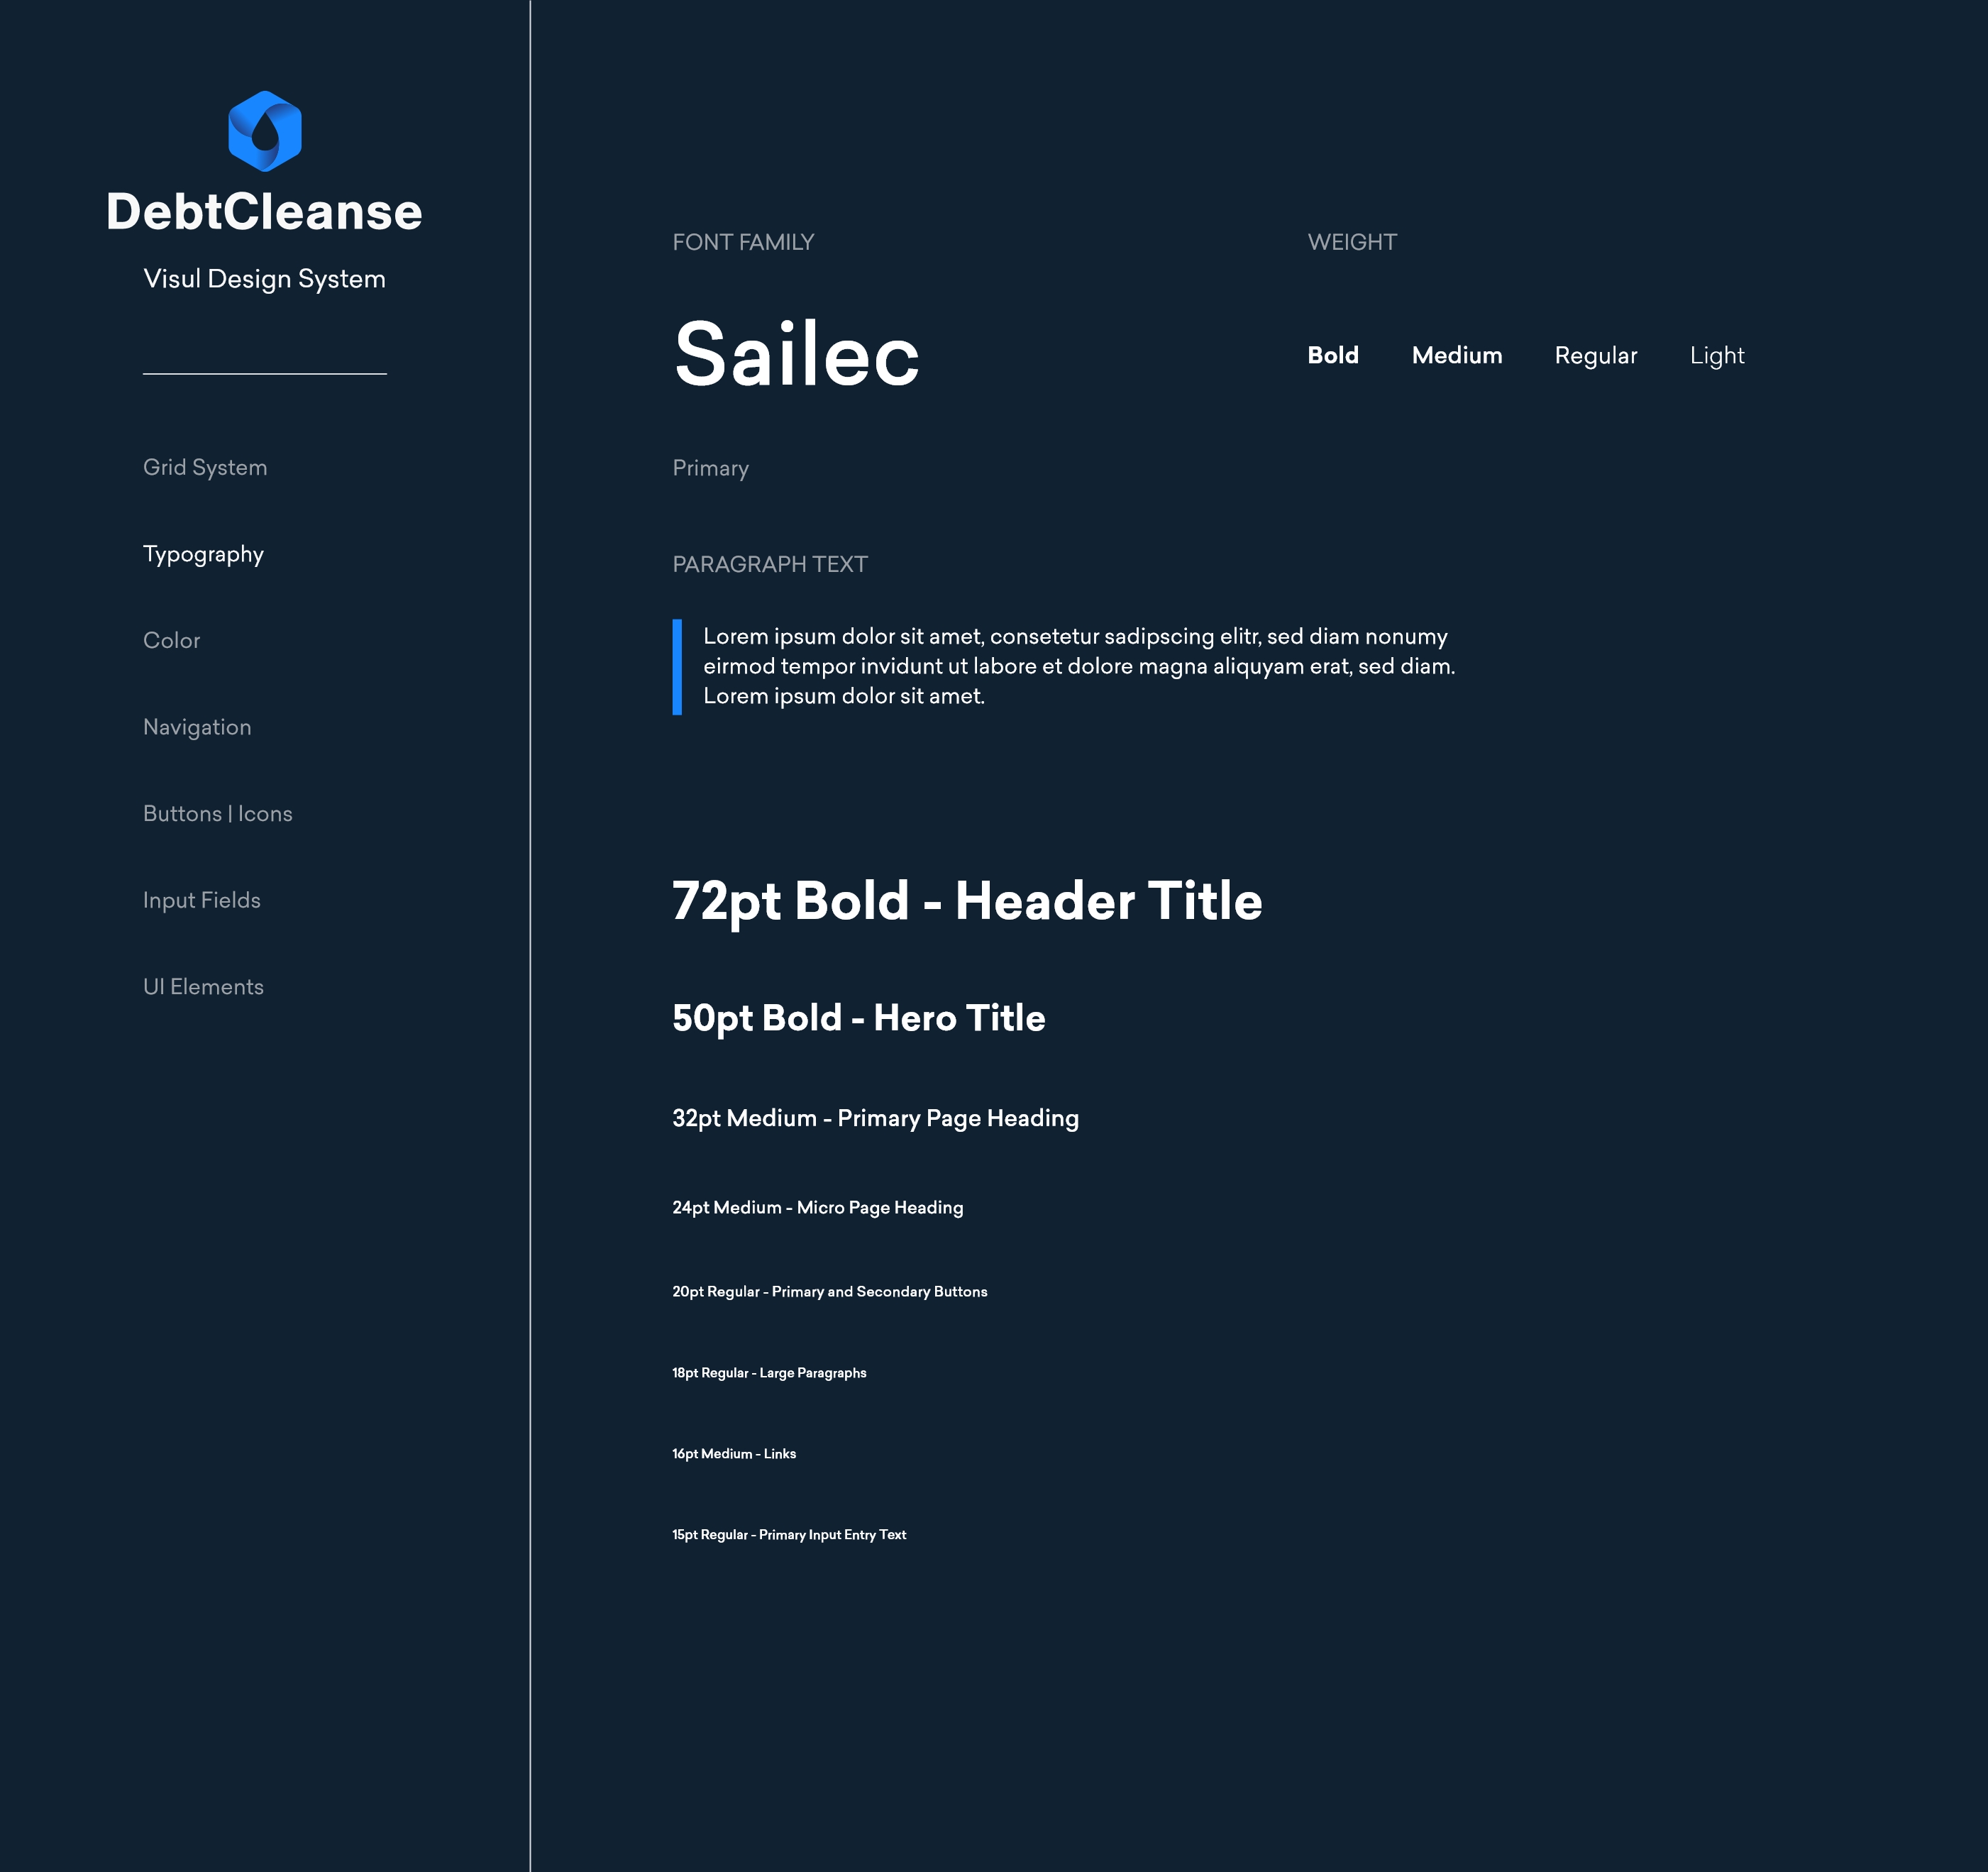 DebtCleanse
Visul Design System
Grid System
Typography
Color
Navigation
Buttons | Icons
Input Fields
UI Elements
FONT FAMILY
WEIGHT
Sailec
Bold Medium Regular Light
Primary
PARAGRAPH TEXT
Lorem ipsum dolor sit amet, consetetur sadipscing elitr, sed diam nonumy
eirmod tempor invidunt ut labore et dolore magna aliquyam erat, sed diam.
Lorem ipsum dolor sit amet.
72pt Bold - Header Title
50pt Bold - Hero Title
32pt Medium - Primary Page Heading
24pt Medium - Micro Page Heading
20pt Regular - Primary and Secondary Buttons
18pt Regular - Large Paragraphs
16pt Medium - Links
15pt Regular - Primary Input Entry Text